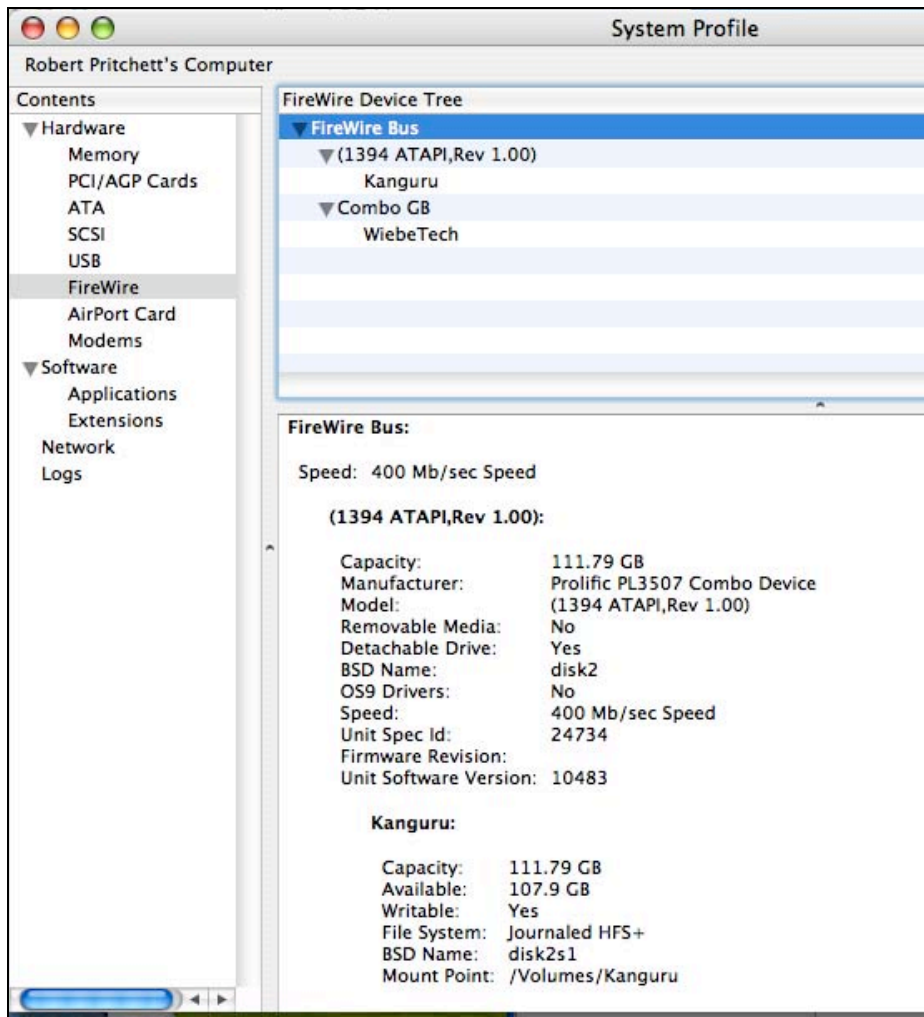 System Profile
Robert Pritchett's Computer
Contents
Hardware
Memory
PCI/AGP Cards
ATA
SCSI
USB
FireWire
AirPort Card
Modems
Software
Applications
Extensions
Network
Logs
FireWire Device Tree
FireWire Bus
(1394 ATAPI,Rev 1.00)
Kanguru
Combo GB
WiebeTech
FireWire Bus:
Speed: 400 Mb/sec Speed
(1394 ATAPI,Rev 1.00):
Capacity: 111.79 GB
Manufacturer: Prolific PL3507 Combo Device
Model: (1394 ATAPI,Rev 1.00)
Removable Media: No
Detachable Drive: Yes
BSD Name: disk2
OS9 Drivers: No
Speed: 400 Mb/sec Speed
Unit Spec Id: 24734
Firmware Revision:
Unit Software Version: 10483
Kanguru:
Capacity: 111.79 GB
Available: 107.9 GB
Writable: Yes
File System: Journaled HFS+
BSD Name: disk2s1
Mount Point: /Volumes/Kanguru